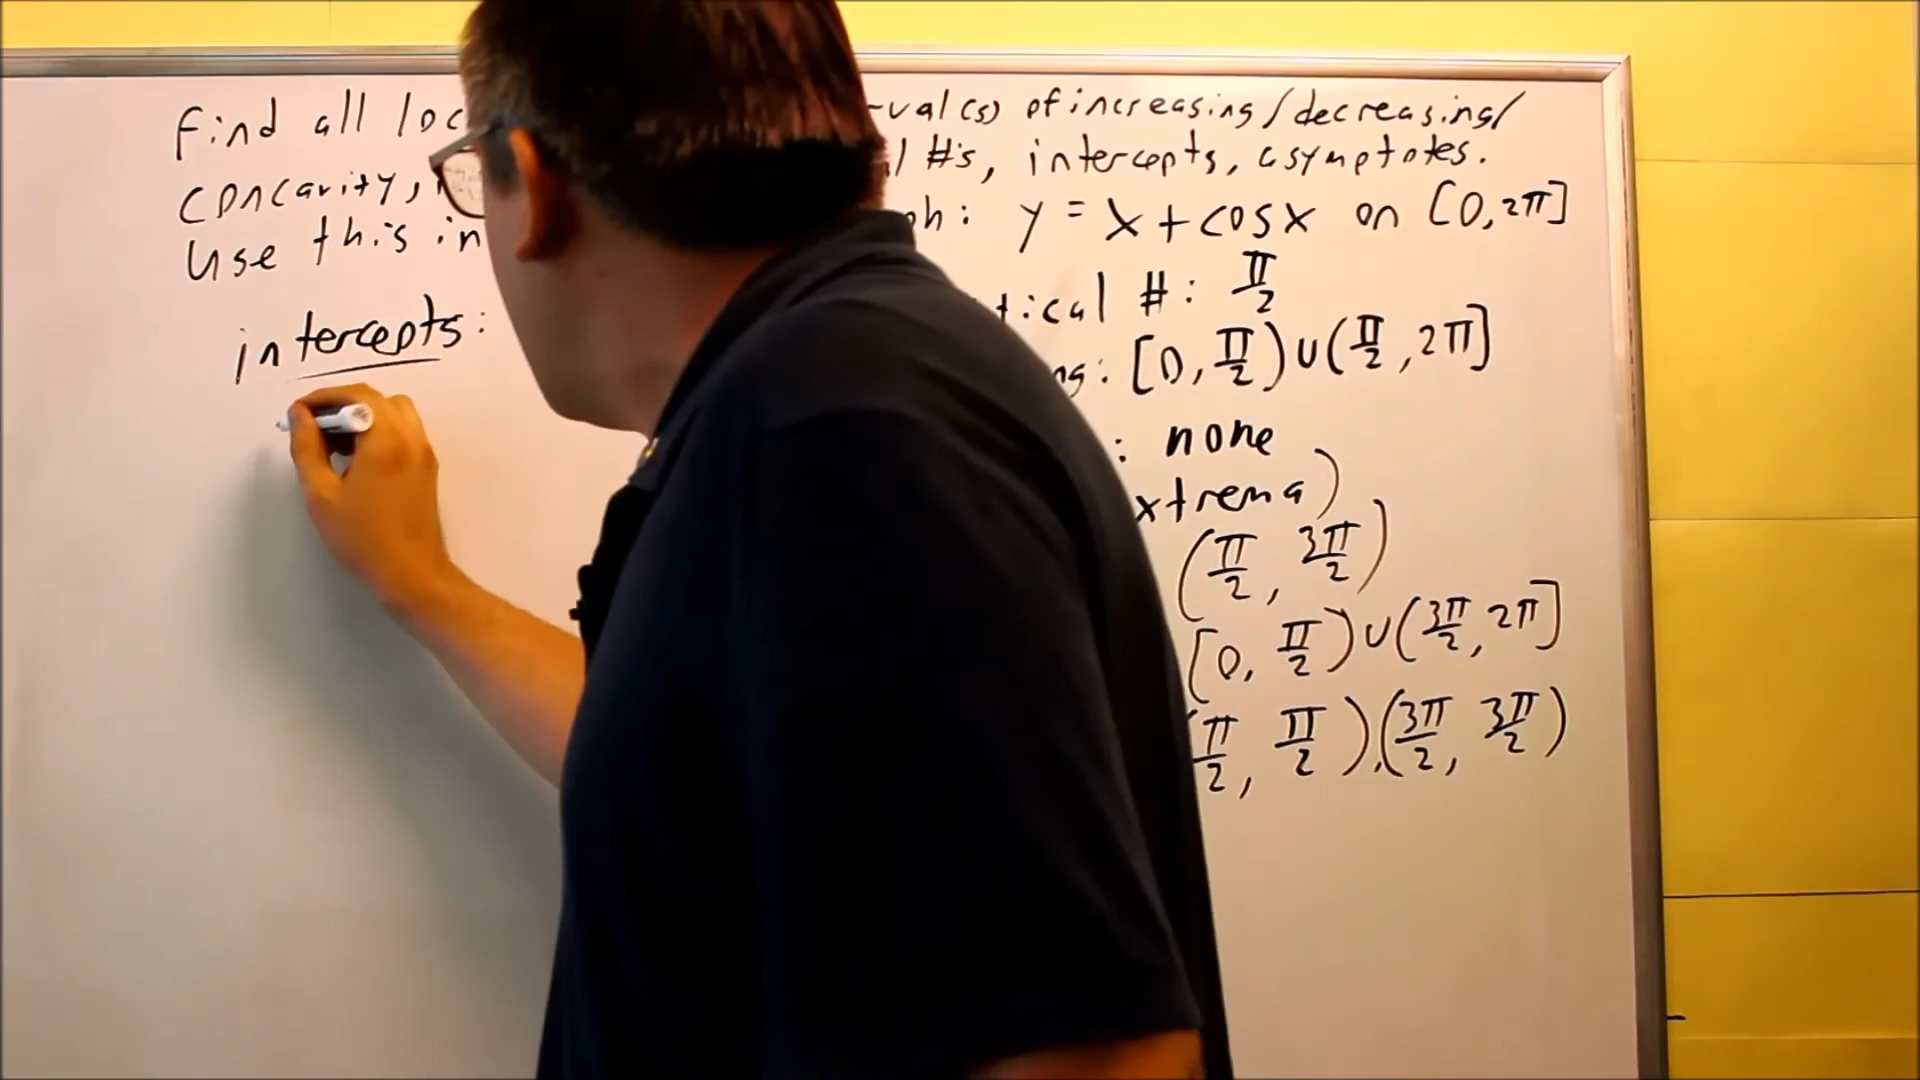 Find all loc
val(s) of increasing/decreasing/
concavity,
#'s, intercepts, asymptotes.
Use this in
ph: y = x + cos x on [0, 2π]
intercepts:
tical #: π/2
ng: [0, π/2) ∪ (π/2, 2π]
: none
xtrema)
(π/2, 3π/2)
[0, π/2) ∪ (3π/2, 2π]
π/2, π/2), (3π/2, 3π/2)